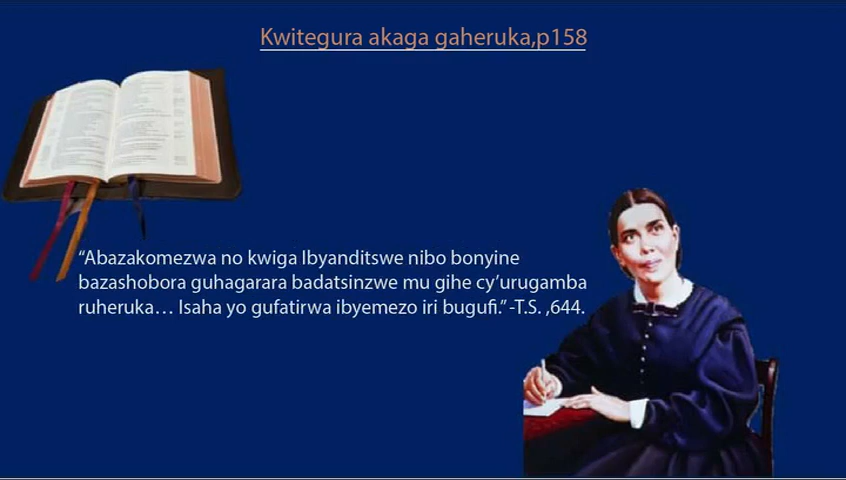 Kwitegura akaga gaheruka,p158
“Abazakomezwa no kwiga Ibyanditswe nibo bonyine
bazashobora guhagarara badatsinzwe mu gihe cy’urugamba
ruheruka… Isaha yo gufatirwa ibyemezo iri bugufi.” -T.S. ,644.